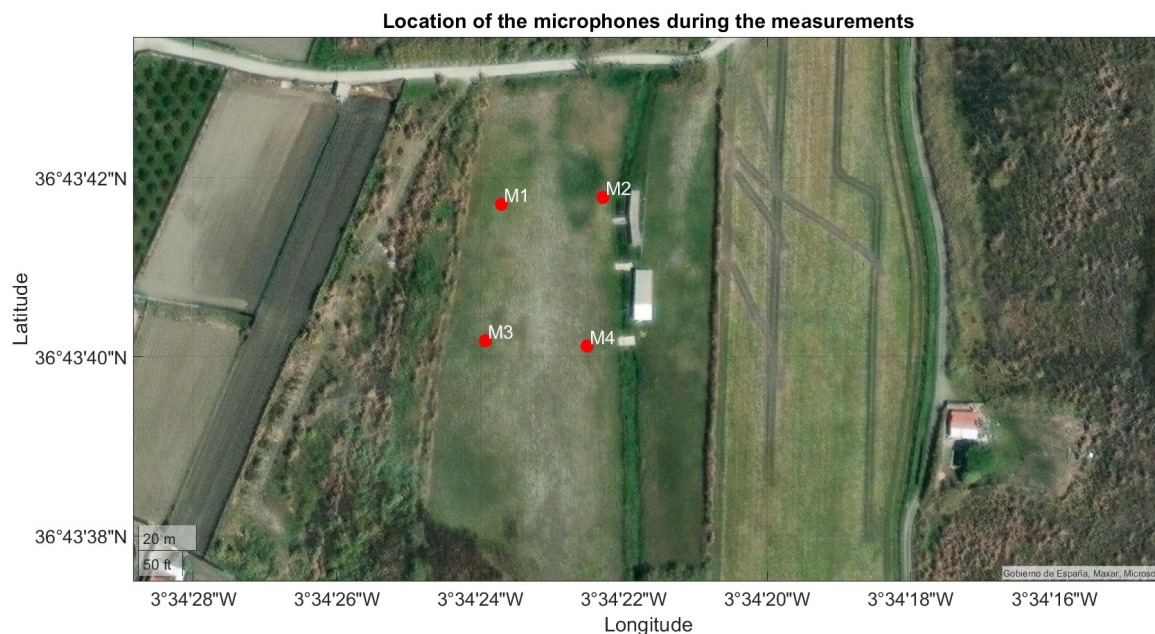 Location of the microphones during the measurements
36°43'42"N
M1
M2
Latitude
M3
M4
36°43'40"N
36°43'38"N
20 m
50 ft
Gobierno de España, Maxar, Microso
3°34'28"W
3°34'26"W
3°34'24"W
3°34'22"W
3°34'20"W
3°34'18"W
3°34'16"W
Longitude